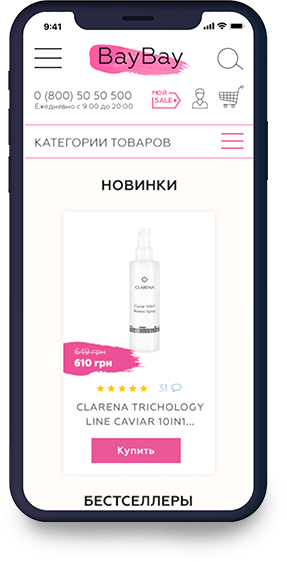 9:41
BayBay
0 (800) 50 50 500
Ежедневно с 9:00 до 20:00
МОЙ
SALE
КАТЕГОРИИ ТОВАРОВ
НОВИНКИ
CLARENA
Caviar 10in1
Renew Spray
649 грн
610 грн
31
CLARENA TRICHOLOGY
LINE CAVIAR 10IN1...
Купить
БЕСТСЕЛЛЕРЫ